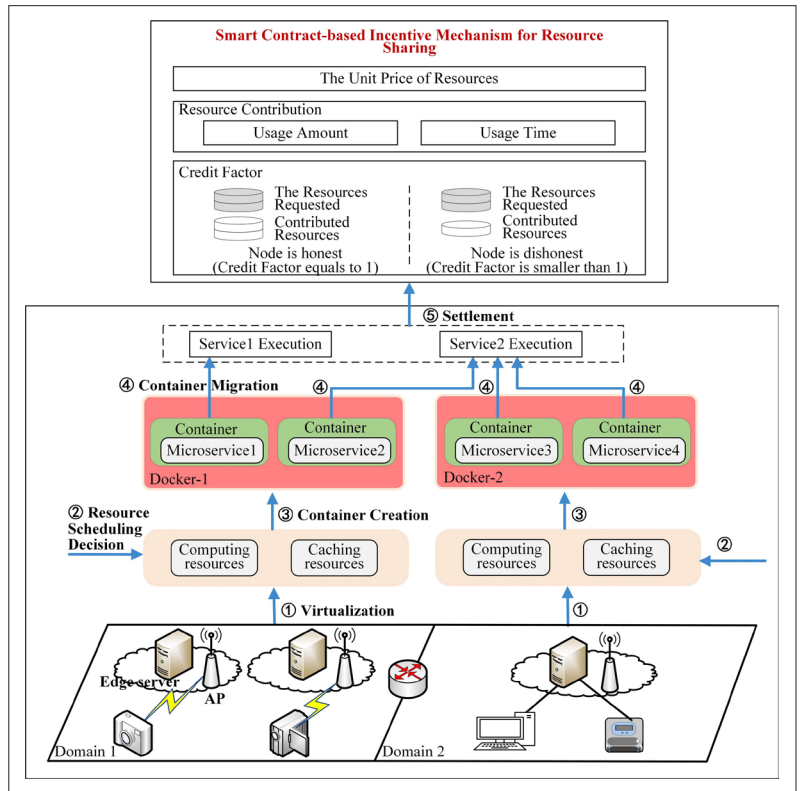 Smart Contract-based Incentive Mechanism for Resource
Sharing
The Unit Price of Resources
Resource Contribution
Usage Amount
Usage Time
Credit Factor
The Resources
Requested
Contributed
Resources
Node is honest
(Credit Factor equals to 1)
The Resources
Requested
Contributed
Resources
Node is dishonest
(Credit Factor is smaller than 1)
⑤ Settlement
Service1 Execution
Service2 Execution
④ Container Migration
④
④
④
Container
Microservice1
Container
Microservice2
Docker-1
Container
Microservice3
Container
Microservice4
Docker-2
② Resource
Scheduling
Decision
③ Container Creation
③
Computing
resources
Caching
resources
Computing
resources
Caching
resources
②
① Virtualization
①
Edge server
AP
Domain 1
Domain 2